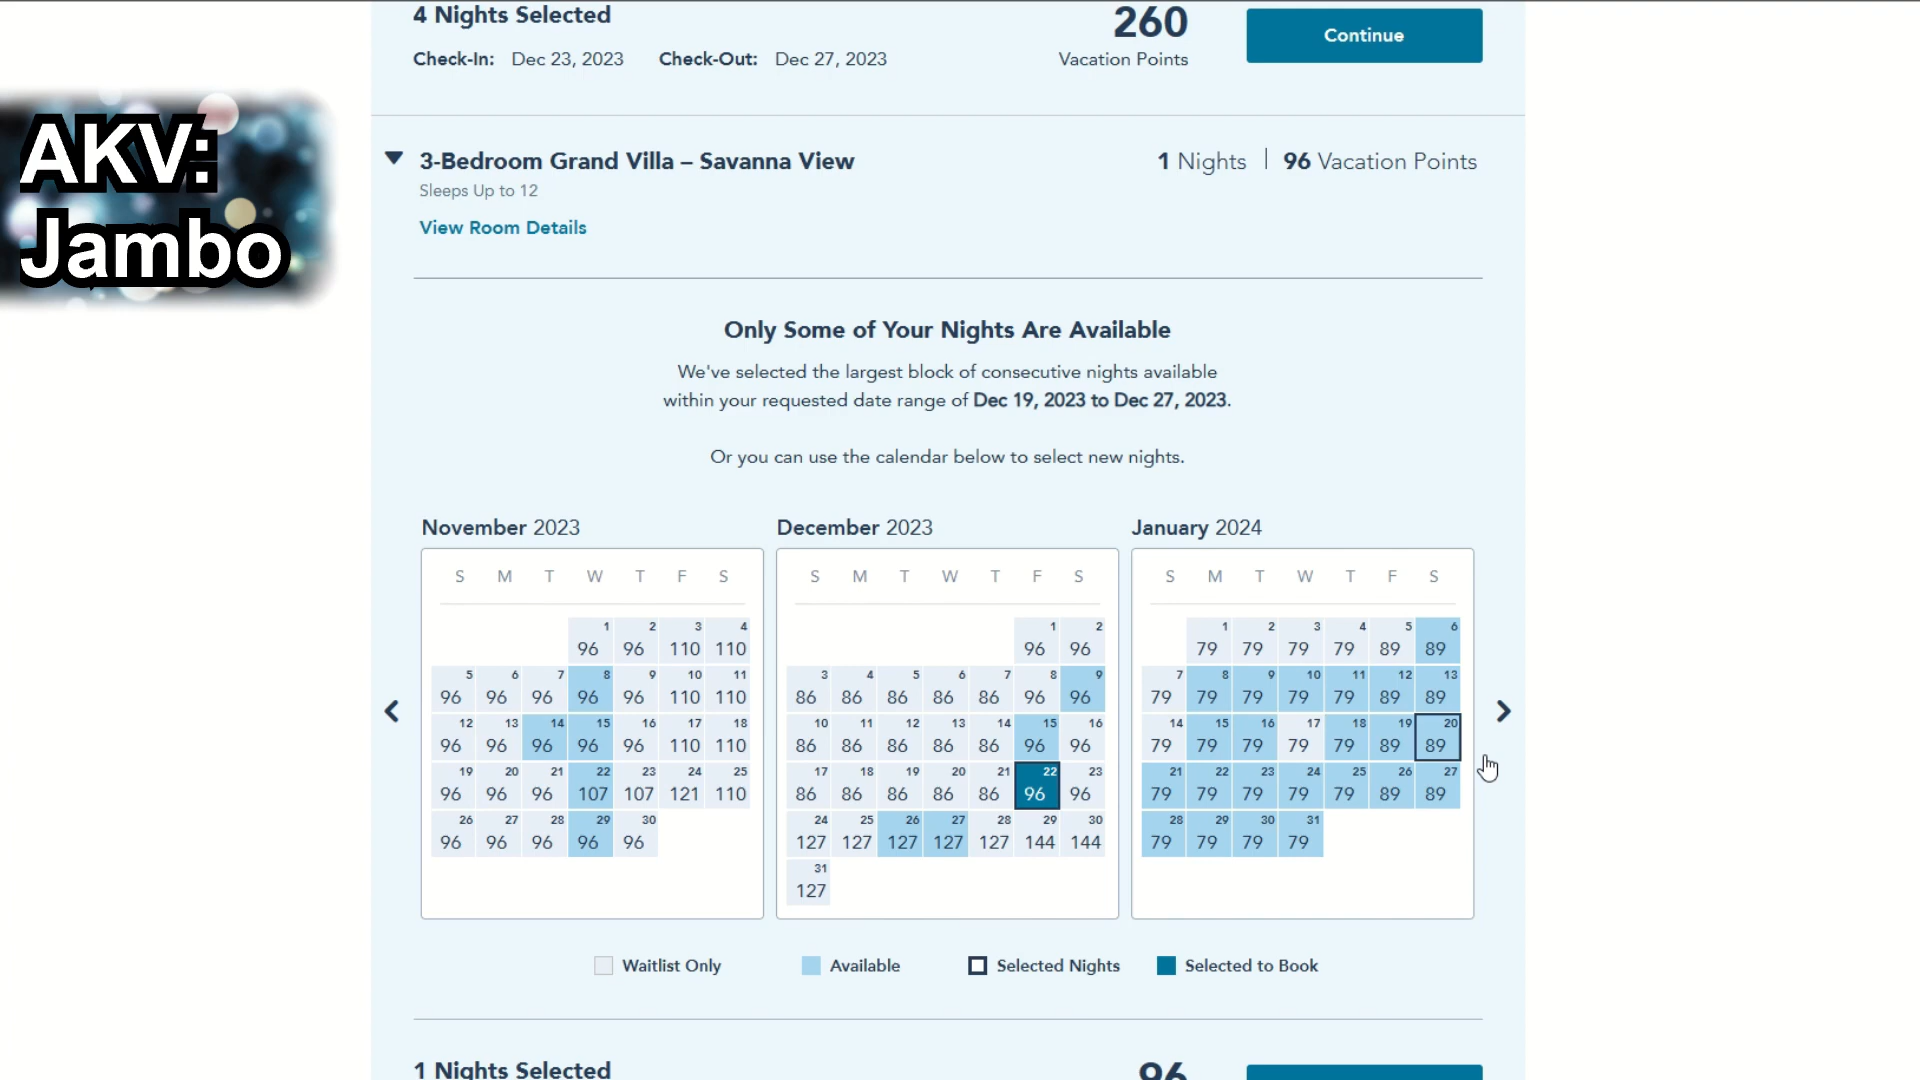 4 Nights Selected
260
Continue
Check-In: Dec 23, 2023 Check-Out: Dec 27, 2023
Vacation Points
AKV:
Jambo
3-Bedroom Grand Villa – Savanna View
1 Nights | 96 Vacation Points
Sleeps Up to 12
View Room Details
Only Some of Your Nights Are Available
We've selected the largest block of consecutive nights available
within your requested date range of Dec 19, 2023 to Dec 27, 2023.
Or you can use the calendar below to select new nights.
November 2023
S M T W T F S
1 2 3 4
96 96 110 110
5 6 7 8 9 10 11
96 96 96 96 96 110 110
12 13 14 15 16 17 18
96 96 96 96 96 110 110
19 20 21 22 23 24 25
96 96 96 107 107 121 110
26 27 28 29 30
96 96 96 96 96
December 2023
S M T W T F S
1 2
96 96
3 4 5 6 7 8 9
86 86 86 86 86 96 96
10 11 12 13 14 15 16
86 86 86 86 86 96 96
17 18 19 20 21 22 23
86 86 86 86 86 96 96
24 25 26 27 28 29 30
127 127 127 127 127 144 144
31
127
January 2024
S M T W T F S
1 2 3 4 5 6
79 79 79 79 89 89
7 8 9 10 11 12 13
79 79 79 79 79 89 89
14 15 16 17 18 19 20
79 79 79 79 79 89 89
21 22 23 24 25 26 27
79 79 79 79 79 89 89
28 29 30 31
79 79 79 79
Waitlist Only Available Selected Nights Selected to Book
1 Nights Selected
96